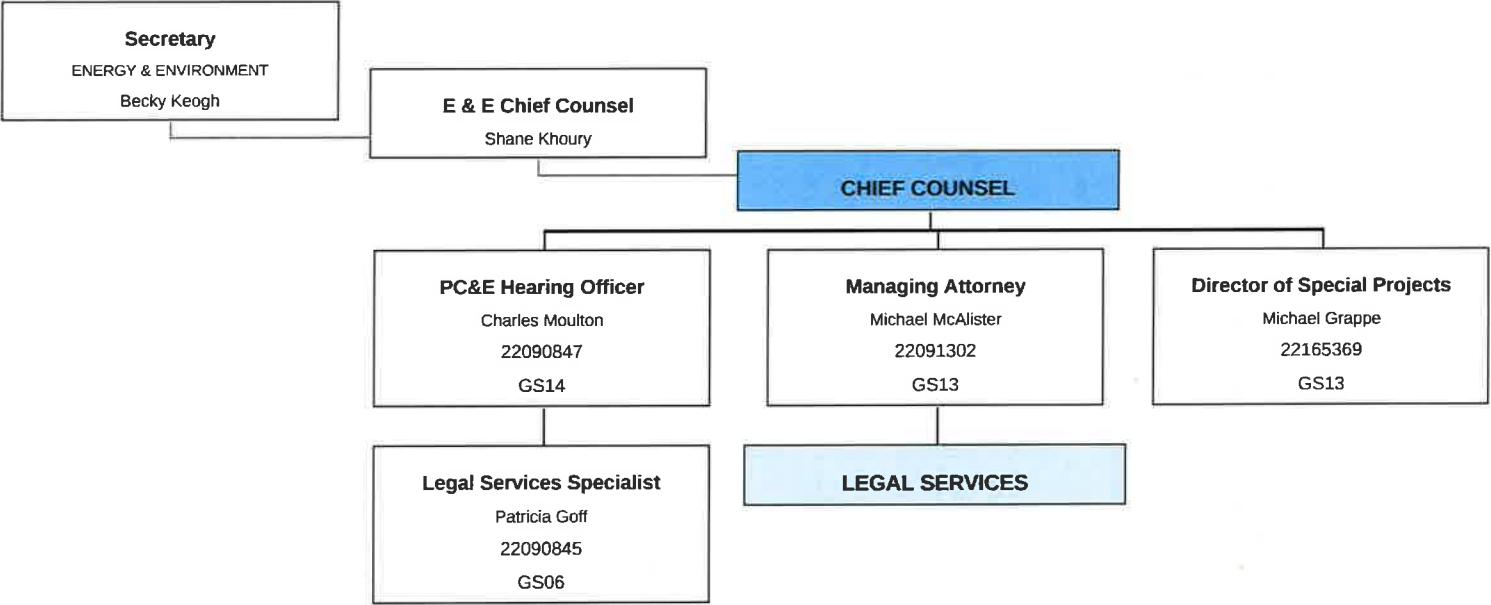 Secretary
ENERGY & ENVIRONMENT
Becky Keogh
E & E Chief Counsel
Shane Khoury
CHIEF COUNSEL
PC&E Hearing Officer
Charles Moulton
22090847
GS14
Managing Attorney
Michael McAlister
22091302
GS13
Director of Special Projects
Michael Grappe
22165369
GS13
Legal Services Specialist
Patricia Goff
22090845
GS06
LEGAL SERVICES